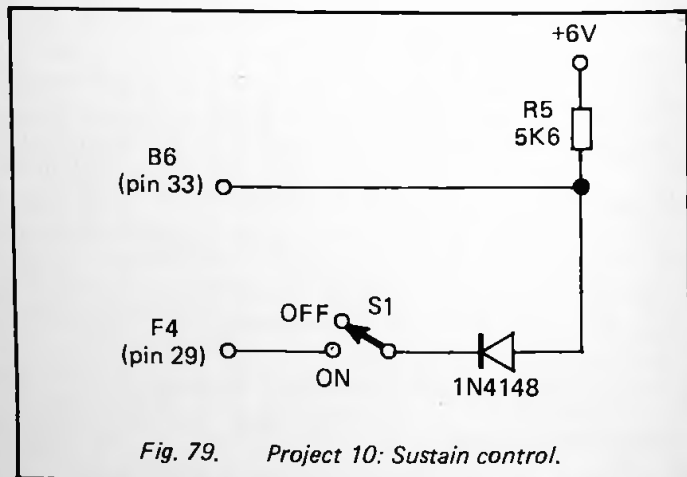 +6V
R5
5K6
B6
(pin 33)
OFF
S1
F4
(pin 29)
ON
1N4148
Fig. 79. Project 10: Sustain control.